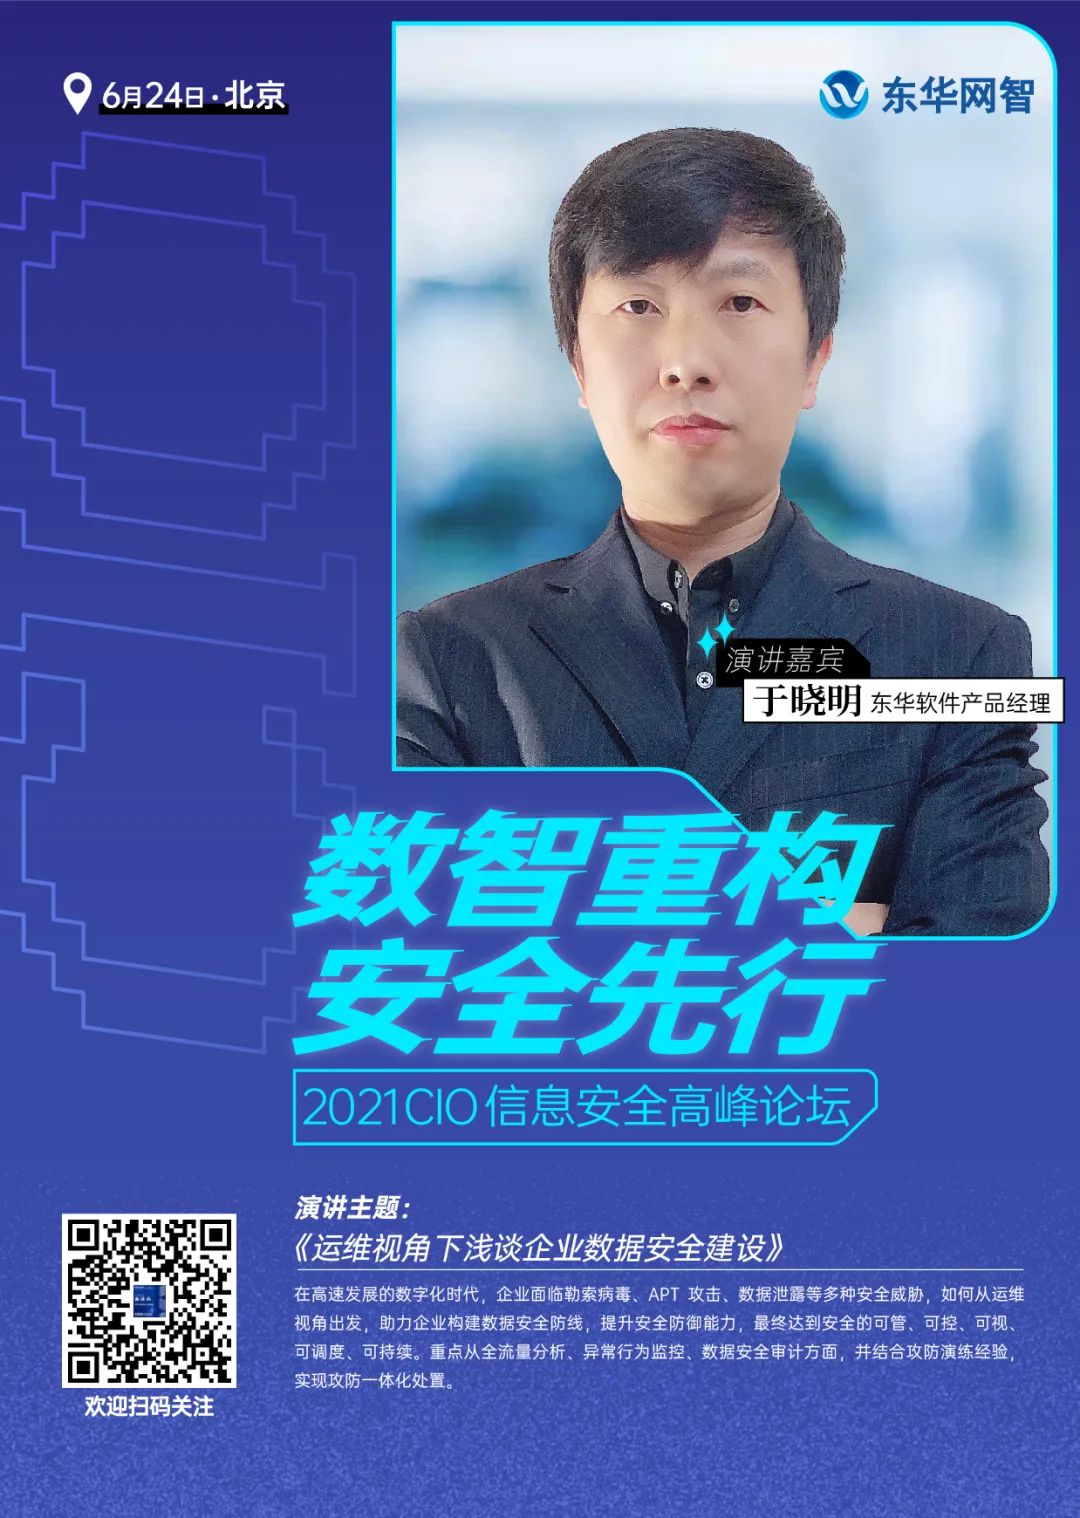 6月24日·北京
东华网智
演讲嘉宾
于晓明 东华软件产品经理
数智重构
安全先行
2021CIO信息安全高峰论坛
演讲主题：
《运维视角下浅谈企业数据安全建设》
在高速发展的数字化时代，企业面临勒索病毒、APT 攻击、数据泄露等多种安全威胁，如何从运维
视角出发，助力企业构建数据安全防线，提升安全防御能力，最终达到安全的可管、可控、可视、
可调度、可持续。重点从全流量分析、异常行为监控、数据安全审计方面，并结合攻防演练经验，
实现攻防一体化处置。
欢迎扫码关注